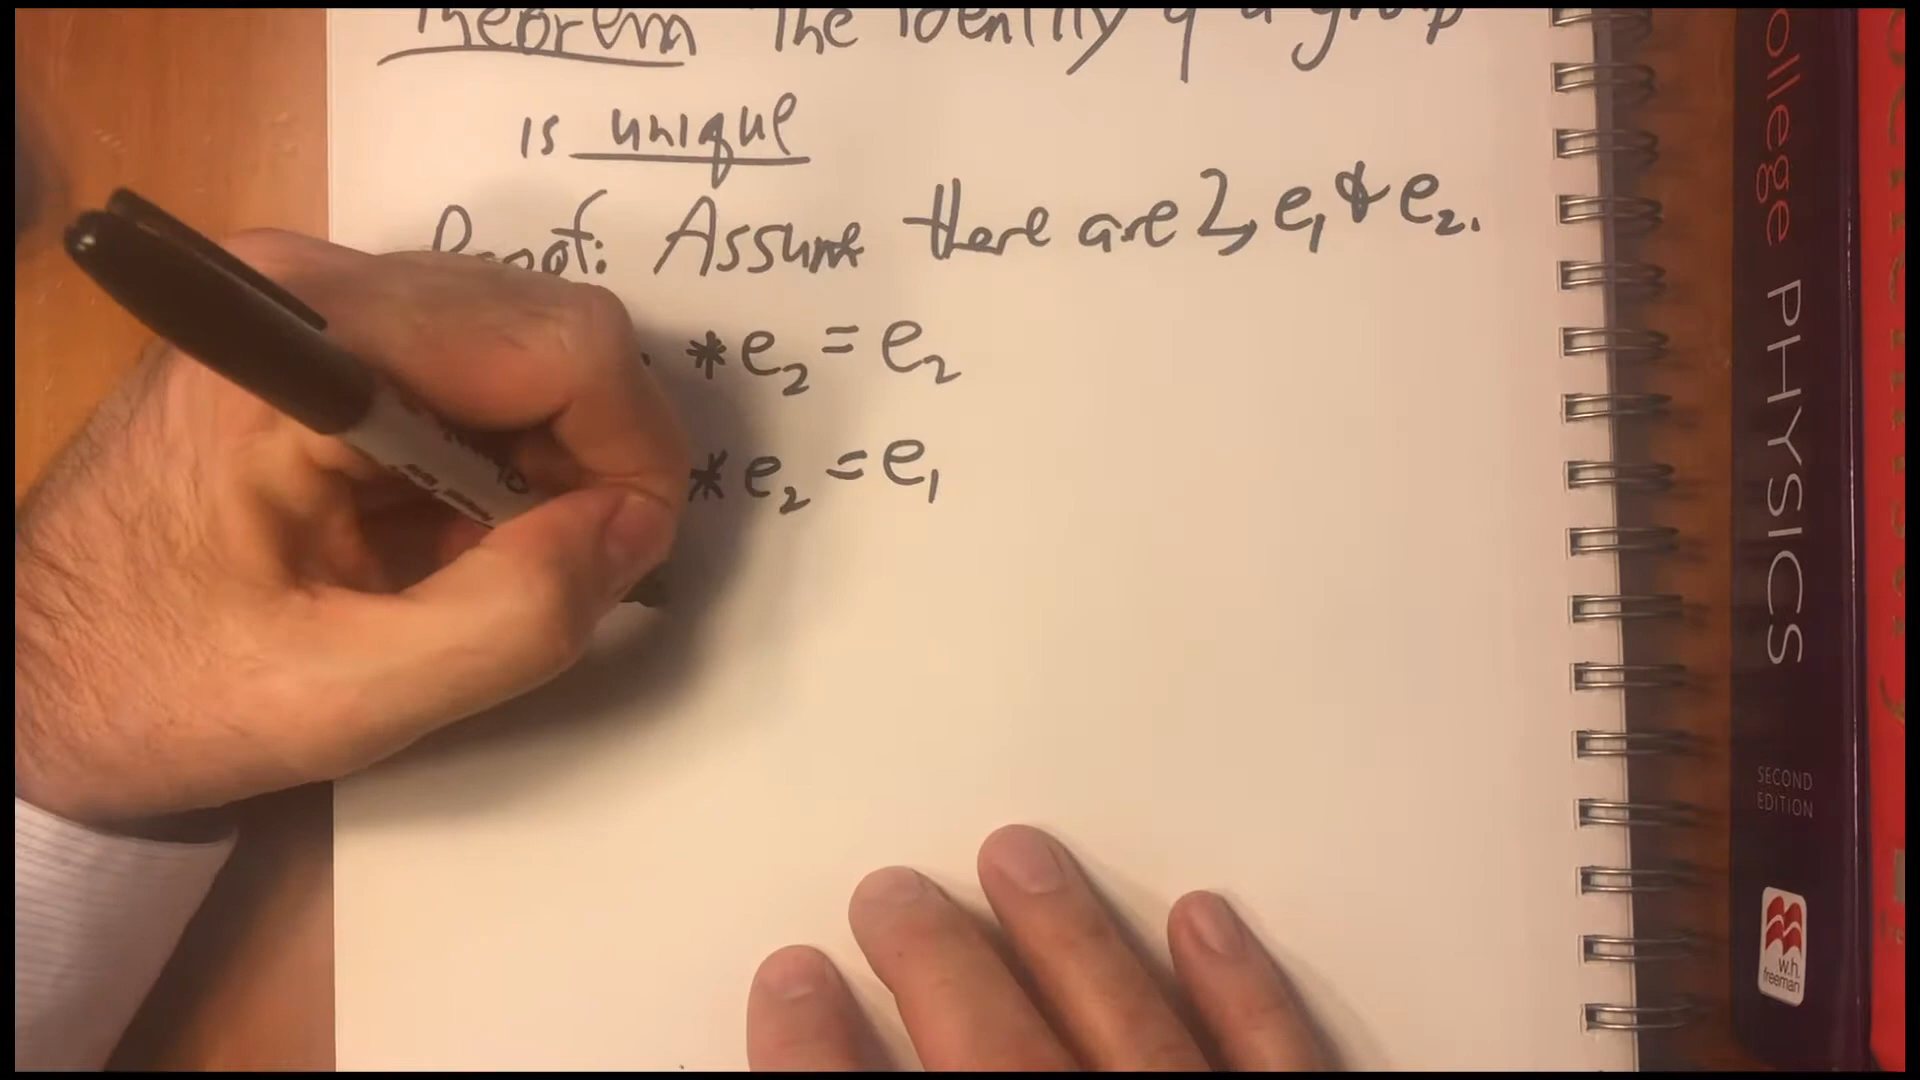 Theorem The identity of a group
is unique
Proof: Assume there are 2, e₁ & e₂.
* e₂ = e₂
* e₂ = e₁
College PHYSICS
SECOND
EDITION
w.h.
freeman